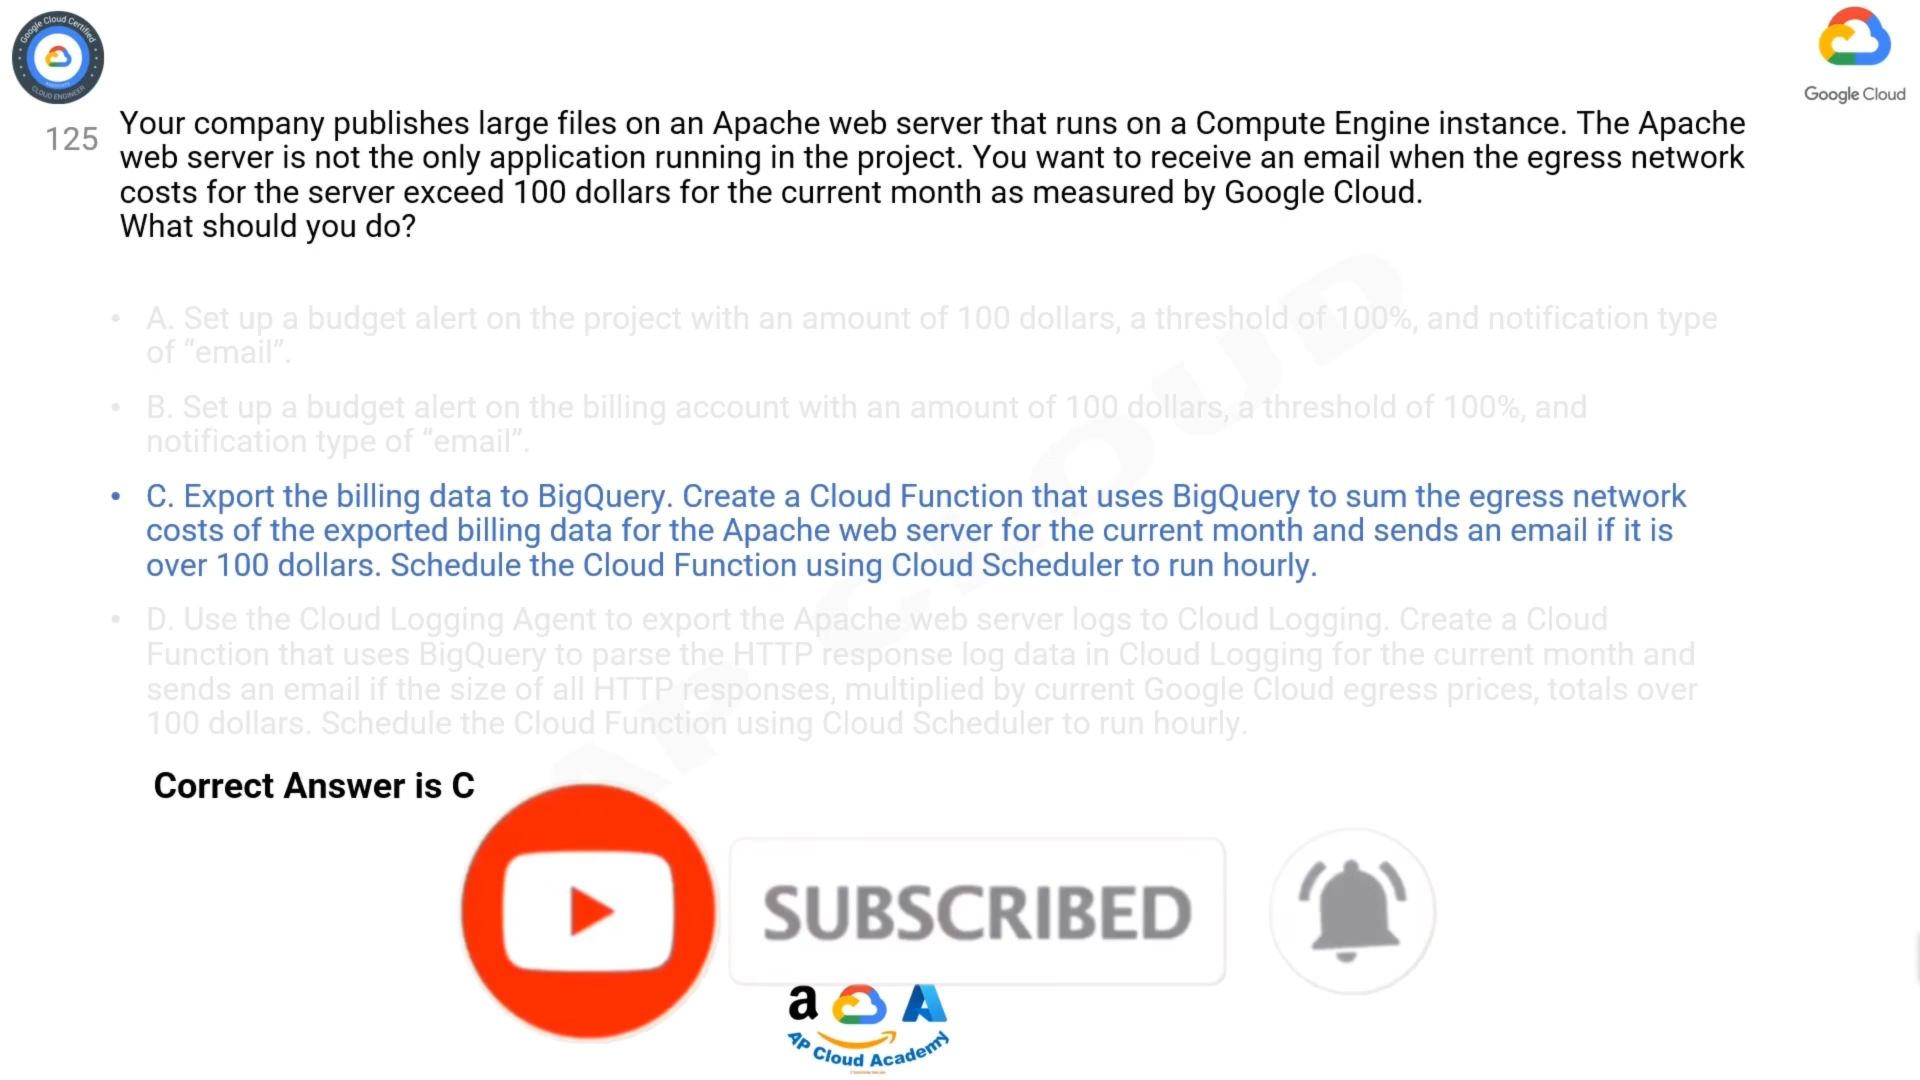 Google Cloud Certified
ASSOCIATE
CLOUD ENGINEER
Google Cloud
125
Your company publishes large files on an Apache web server that runs on a Compute Engine instance. The Apache
web server is not the only application running in the project. You want to receive an email when the egress network
costs for the server exceed 100 dollars for the current month as measured by Google Cloud.
What should you do?
• A. Set up a budget alert on the project with an amount of 100 dollars, a threshold of 100%, and notification type
of “email”.
• B. Set up a budget alert on the billing account with an amount of 100 dollars, a threshold of 100%, and
notification type of “email”.
• C. Export the billing data to BigQuery. Create a Cloud Function that uses BigQuery to sum the egress network
costs of the exported billing data for the Apache web server for the current month and sends an email if it is
over 100 dollars. Schedule the Cloud Function using Cloud Scheduler to run hourly.
• D. Use the Cloud Logging Agent to export the Apache web server logs to Cloud Logging. Create a Cloud
Function that uses BigQuery to parse the HTTP response log data in Cloud Logging for the current month and
sends an email if the size of all HTTP responses, multiplied by current Google Cloud egress prices, totals over
100 dollars. Schedule the Cloud Function using Cloud Scheduler to run hourly.
AP CLOUD
Correct Answer is C
SUBSCRIBED
a
AP Cloud Academy